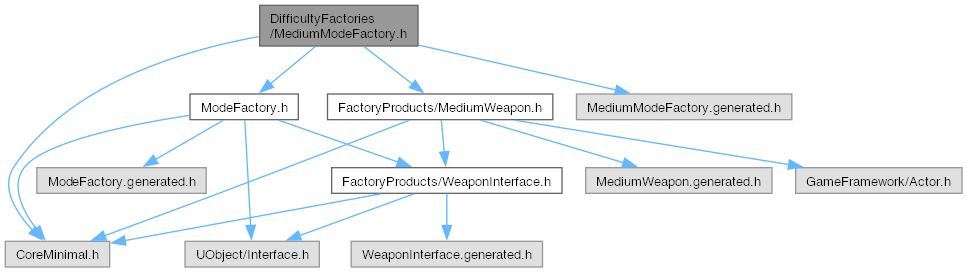 DifficultyFactories
/MediumModeFactory.h
ModeFactory.h
FactoryProducts/MediumWeapon.h
MediumModeFactory.generated.h
ModeFactory.generated.h
FactoryProducts/WeaponInterface.h
MediumWeapon.generated.h
GameFramework/Actor.h
CoreMinimal.h
UObject/Interface.h
WeaponInterface.generated.h